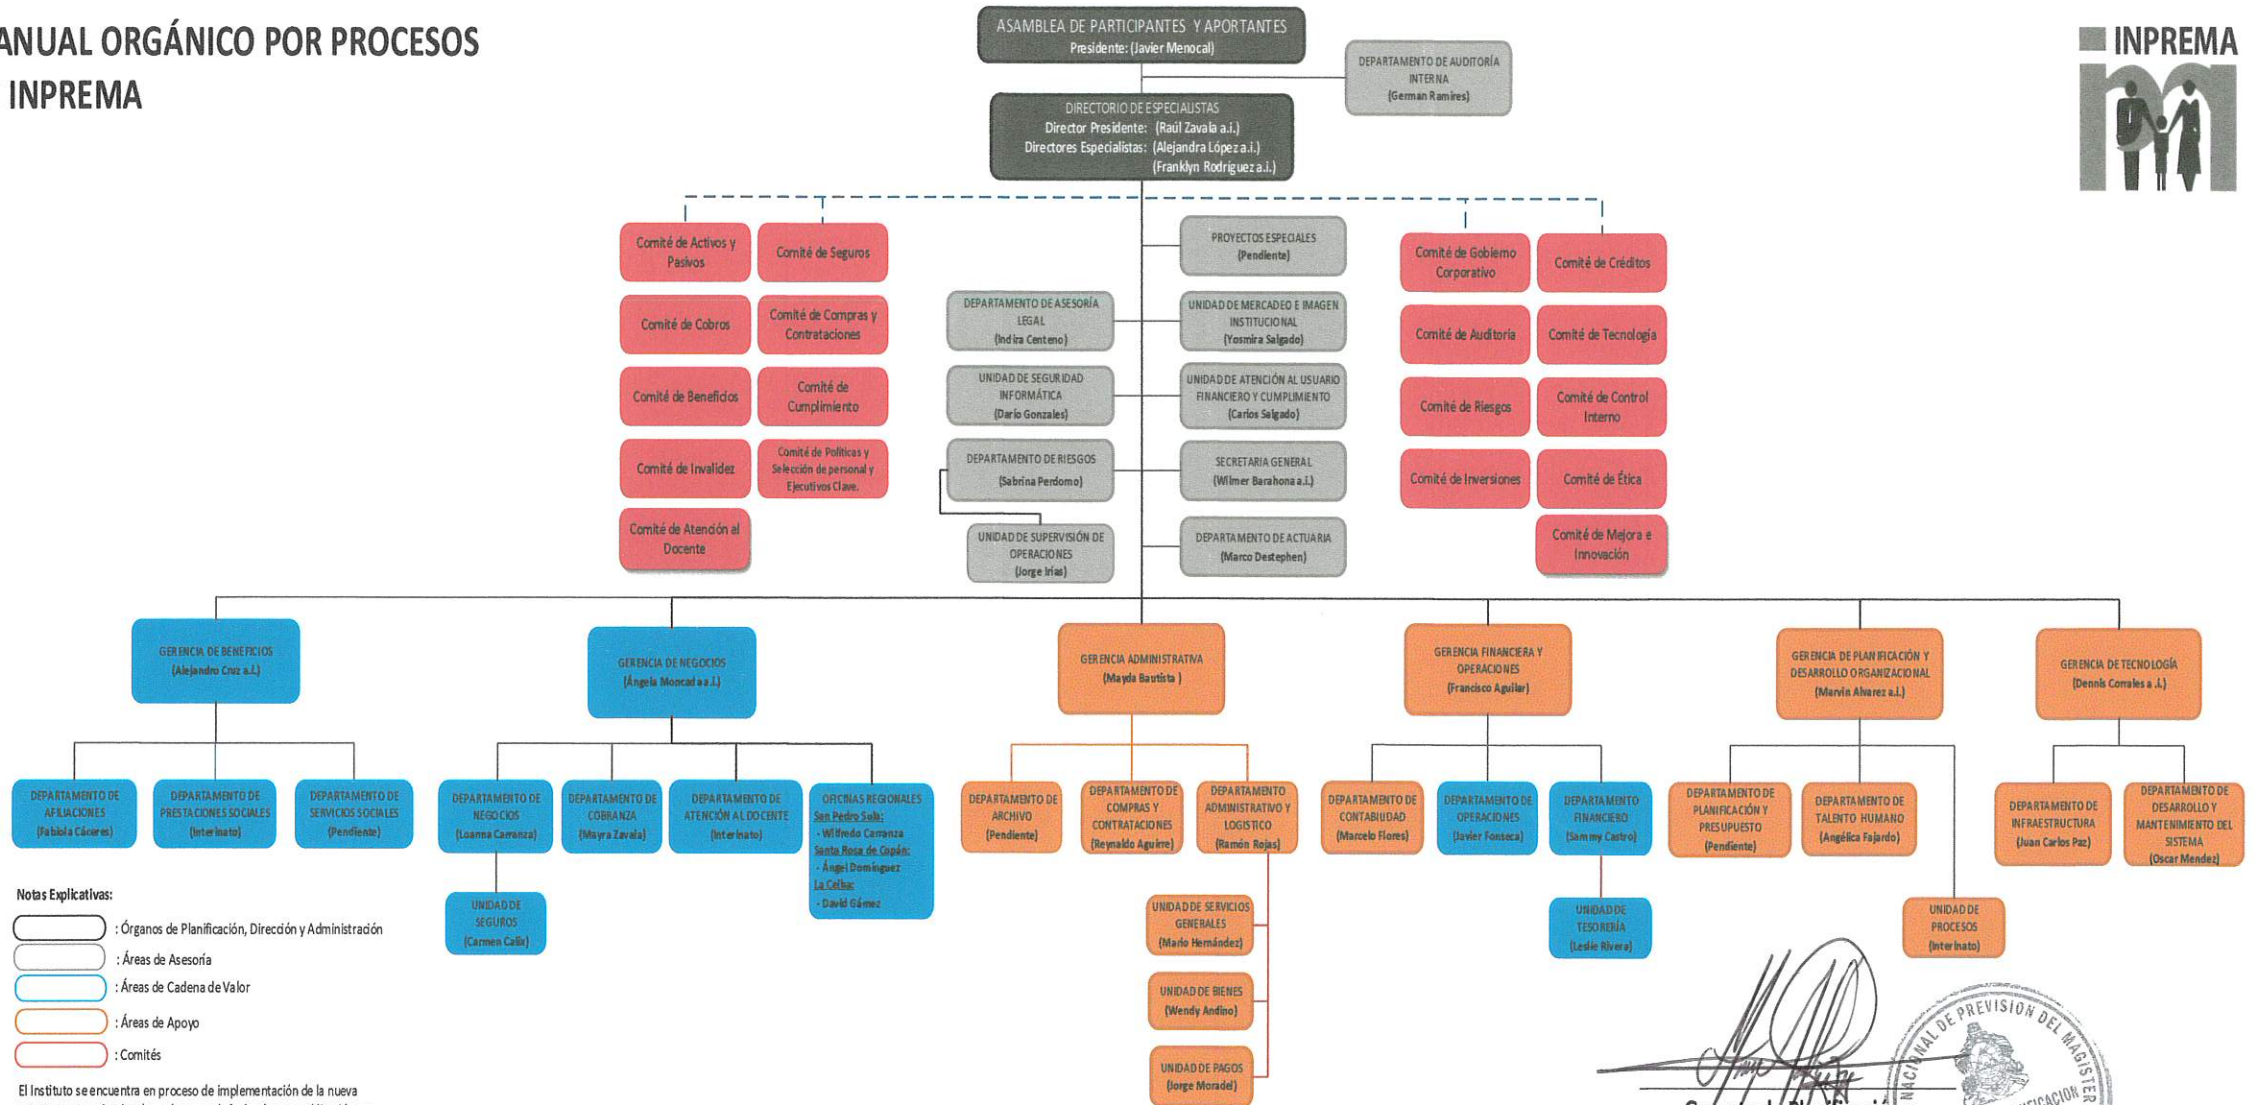 ANUAL ORGÁNICO POR PROCESOS
INPREMA
ASAMBLEA DE PARTICIPANTES Y APORTANTES
Presidente: (Javier Menocal)
DEPARTAMENTO DE AUDITORÍA
INTERNA
(German Ramires)
INPREMA
DIRECTORIO DE ESPECIALISTAS
Director Presidente: (Raúl Zavala a.i.)
Directores Especialistas: (Alejandra López a.i.)
(Franklyn Rodríguez a.i.)
Comité de Activos y
Pasivos
Comité de Seguros
Comité de Cobros
Comité de Compras y
Contrataciones
Comité de Beneficios
Comité de
Cumplimiento
Comité de Invalidez
Comité de Políticas y
Selección de personal y
Ejecutivos Clave.
Comité de Atención al
Docente
PROYECTOS ESPECIALES
(Pendiente)
DEPARTAMENTO DE ASESORÍA
LEGAL
(Indira Centeno)
UNIDAD DE MERCADEO E IMAGEN
INSTITUCIONAL
(Yosmira Salgado)
UNIDAD DE SEGURIDAD
INFORMÁTICA
(Darío Gonzales)
UNIDAD DE ATENCIÓN AL USUARIO
FINANCIERO Y CUMPLIMIENTO
(Carlos Salgado)
DEPARTAMENTO DE RIESGOS
(Sabrina Perdomo)
SECRETARIA GENERAL
(Wilmer Barahona a.i.)
UNIDAD DE SUPERVISIÓN DE
OPERACIONES
(Jorge Irías)
DEPARTAMENTO DE ACTUARIA
(Marco Destephen)
Comité de Gobierno
Corporativo
Comité de Créditos
Comité de Auditoría
Comité de Tecnología
Comité de Riesgos
Comité de Control
Interno
Comité de Inversiones
Comité de Ética
Comité de Mejora e
Innovación
GERENCIA DE BENEFICIOS
(Alejandro Cruz a.i.)
GERENCIA DE NEGOCIOS
(Ángela Moncada a.i.)
GERENCIA ADMINISTRATIVA
(Mayda Bautista )
GERENCIA FINANCIERA Y
OPERACIONES
(Francisco Aguilar)
GERENCIA DE PLANIFICACIÓN Y
DESARROLLO ORGANIZACIONAL
(Marvin Alvarez a.i.)
GERENCIA DE TECNOLOGÍA
(Dennis Corrales a .i.)
DEPARTAMENTO DE
AFILIACIONES
(Fabiola Cáceres)
DEPARTAMENTO DE
PRESTACIONES SOCIALES
(Interinato)
DEPARTAMENTO DE
SERVICIOS SOCIALES
(Pendiente)
DEPARTAMENTO DE
NEGOCIOS
(Loanna Carranza)
DEPARTAMENTO DE
COBRANZA
(Mayra Zavala)
DEPARTAMENTO DE
ATENCIÓN AL DOCENTE
(Interinato)
OFICINAS REGIONALES
San Pedro Sula:
- Wilfredo Carranza
Santa Rosa de Copán:
- Ángel Domínguez
La Ceiba:
- David Gámez
DEPARTAMENTO DE
ARCHIVO
(Pendiente)
DEPARTAMENTO DE
COMPRAS Y
CONTRATACIONES
(Reynaldo Aguirre)
DEPARTAMENTO
ADMINISTRATIVO Y
LOGISTICO
(Ramón Rojas)
DEPARTAMENTO DE
CONTABILIDAD
(Marcelo Flores)
DEPARTAMENTO DE
OPERACIONES
(Javier Fonseca)
DEPARTAMENTO
FINANCIERO
(Sammy Castro)
DEPARTAMENTO DE
PLANIFICACIÓN Y
PRESUPUESTO
(Pendiente)
DEPARTAMENTO DE
TALENTO HUMANO
(Angélica Fajardo)
DEPARTAMENTO DE
INFRAESTRUCTURA
(Juan Carlos Paz)
DEPARTAMENTO DE
DESARROLLO Y
MANTENIMIENTO DEL
SISTEMA
(Oscar Mendez)
UNIDAD DE
SEGUROS
(Carmen Calix)
UNIDAD DE SERVICIOS
GENERALES
(Mario Hernández)
UNIDAD DE BIENES
(Wendy Andino)
UNIDAD DE PAGOS
(Jorge Moradel)
UNIDAD DE
TESORERÍA
(Leslie Rivera)
UNIDAD DE
PROCESOS
(Interinato)
Notas Explicativas:
: Órganos de Planificación, Dirección y Administración
: Áreas de Asesoría
: Áreas de Cadena de Valor
: Áreas de Apoyo
: Comités
El Instituto se encuentra en proceso de implementación de la nueva
NACIONAL DE PREVISION DEL MAGISTER